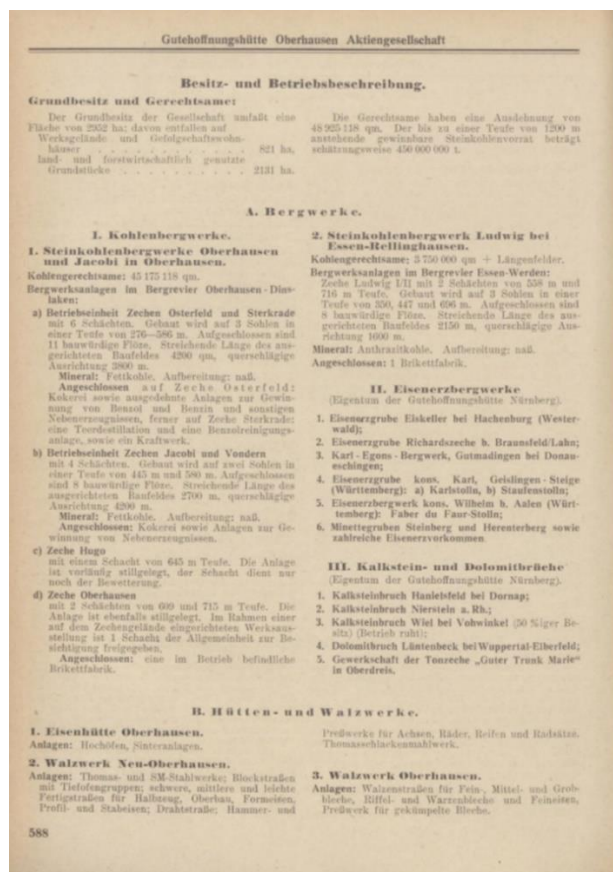 Gutehoffnungshütte Oberhausen Aktiengesellschaft
Besitz- und Betriebsbeschreibung.
Grundbesitz und Gerechtsame:
Der Grundbesitz der Gesellschaft umfaßt eine
Fläche von 2952 ha; davon entfallen auf
Werksgelände und Gefolgschaftswohn-
häuser . . . . . . . . . . . . 821 ha.
land- und forstwirtschaftlich genutzte
Grundstücke . . . . . . . . . . 2131 ha.
Die Gerechtsame haben eine Ausdehnung von
48 925 118 qm. Der bis zu einer Teufe von 1200 m
anstehende gewinnbare Steinkohlenvorrat beträgt
schätzungsweise 450 000 000 t.
A. Bergwerke.
I. Kohlenbergwerke.
1. Steinkohlenbergwerke Oberhausen
und Jacobi in Oberhausen.
Kohlengerechtsame: 45 175 118 qm.
Bergwerksanlagen im Bergrevier Oberhausen-Dins-
laken:
a) Betriebseinheit Zechen Osterfeld und Sterkrade
mit 6 Schächten. Gebaut wird auf 3 Sohlen in
einer Teufe von 276—586 m. Aufgeschlossen sind
11 bauwürdige Flöze. Streichende Länge des aus-
gerichteten Baufeldes 4200 qm, querschlägige
Ausrichtung 3800 m.
Mineral: Fettkohle. Aufbereitung: naß.
Angeschlossen auf Zeche Osterfeld:
Kokerei sowie ausgedehnte Anlagen zur Gewin-
nung von Benzol und Benzin und sonstigen
Nebenerzeugnissen, ferner auf Zeche Sterkrade:
eine Teerdestillation und eine Benzolreinigungs-
anlage, sowie ein Kraftwerk.
b) Betriebseinheit Zechen Jacobi und Vondern
mit 4 Schächten. Gebaut wird auf zwei Sohlen in
einer Teufe von 445 m und 580 m. Aufgeschlossen
sind 8 bauwürdige Flöze. Streichende Länge des
ausgerichteten Baufeldes 2700 m, querschlägige
Ausrichtung 4200 m.
Mineral: Fettkohle. Aufbereitung: naß.
Angeschlossen: Kokerei sowie Anlagen zur Ge-
winnung von Nebenerzeugnissen.
c) Zeche Hugo
mit einem Schacht von 645 m Teufe. Die Anlage
ist vorläufig stillgelegt, der Schacht dient nur
noch der Bewetterung.
d) Zeche Oberhausen
mit 2 Schächten von 609 und 715 m Teufe. Die
Anlage ist ebenfalls stillgelegt. Im Rahmen einer
auf dem Zechengelände eingerichteten Werksaus-
stellung ist 1 Schacht der Allgemeinheit zur Be-
sichtigung freigegeben.
Angeschlossen: eine im Betrieb befindliche
Brikettfabrik.
2. Steinkohlenbergwerk Ludwig bei
Essen-Rellinghausen.
Kohlengerechtsame: 3 750 000 qm + Längenfelder.
Bergwerksanlagen im Bergrevier Essen-Werden:
Zeche Ludwig I/II mit 2 Schächten von 558 m und
716 m Teufe. Gebaut wird auf 3 Sohlen in einer
Teufe von 350, 447 und 696 m. Aufgeschlossen sind
8 bauwürdige Flöze. Streichende Länge des aus-
gerichteten Baufeldes 2150 m, querschlägige Aus-
richtung 1600 m.
Mineral: Anthrazitkohle. Aufbereitung: naß.
Angeschlossen: 1 Brikettfabrik.
II. Eisenerzbergwerke
(Eigentum der Gutehoffnungshütte Nürnberg).
1. Eisenerzgrube Eiskeller bei Hachenburg (Wester-
wald);
2. Eisenerzgrube Richardszeche b. Braunsfeld/Lahn;
3. Karl-Egons-Bergwerk, Gutmadingen bei Donau-
eschingen;
4. Eisenerzgrube kons. Karl, Geislingen-Steige
(Württemberg): a) Karlstolln, b) Staufenstolln;
5. Eisenerzbergwerk kons. Wilhelm b. Aalen (Würt-
temberg): Faber du Faur-Stolln;
6. Minettegruben Steinberg und Herenterberg sowie
zahlreiche Eisenerzvorkommen
III. Kalkstein- und Dolomitbrüche
(Eigentum der Gutehoffnungshütte Nürnberg).
1. Kalksteinbruch Hanielsfeld bei Dornap;
2. Kalksteinbruch Nierstein a. Rh.;
3. Kalksteinbruch Wiel bei Vohwinkel (50 %iger Be-
sitz) (Betrieb ruht);
4. Dolomitbruch Lüntenbeck bei Wuppertal-Elberfeld;
5. Gewerkschaft der Tonzeche „Guter Trunk Marie“
in Oberdreis.
B. Hütten- und Walzwerke.
1. Eisenhütte Oberhausen.
Anlagen: Hochöfen, Sinteranlagen.
2. Walzwerk Neu-Oberhausen.
Anlagen: Thomas- und SM-Stahlwerke; Blockstraßen
mit Tiefofengruppen; schwere, mittlere und leichte
Fertigstraßen für Halbzeug, Oberbau, Formeisen,
Profil- und Stabeisen; Drahtstraße; Hammer- und
Preßwerke für Achsen, Räder, Reifen und Radsätze.
Thomasschlackenmahlwerk.
3. Walzwerk Oberhausen.
Anlagen: Walzenstraßen für Fein-, Mittel- und Grob-
bleche, Riffel- und Warzenbleche und Feineisen,
Preßwerk für gekümpelte Bleche.
588